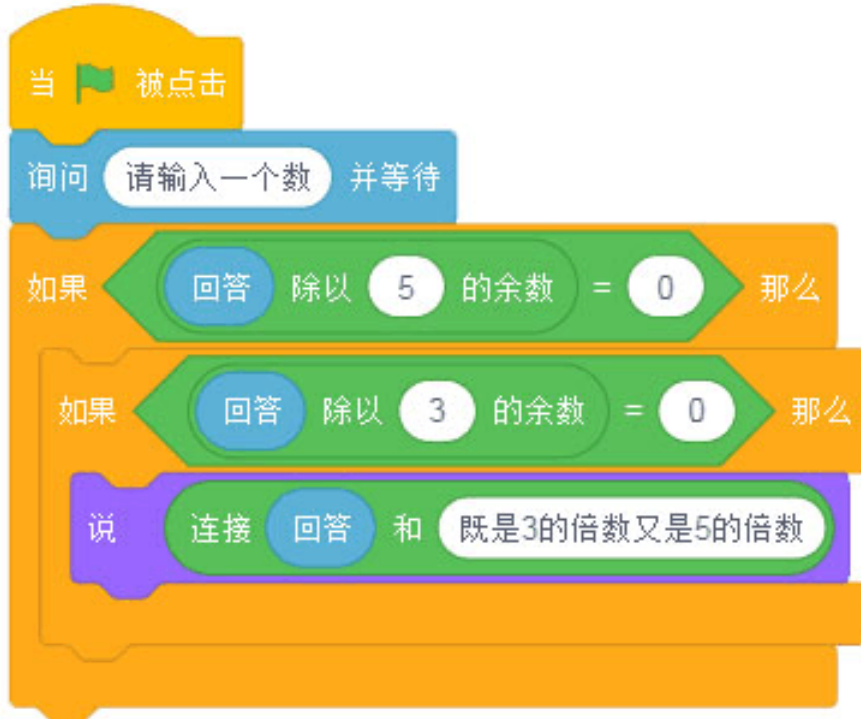 当 被点击
询问 请输入一个数 并等待
如果 回答 除以 5 的余数 = 0 那么
如果 回答 除以 3 的余数 = 0 那么
说 连接 回答 和 既是3的倍数又是5的倍数